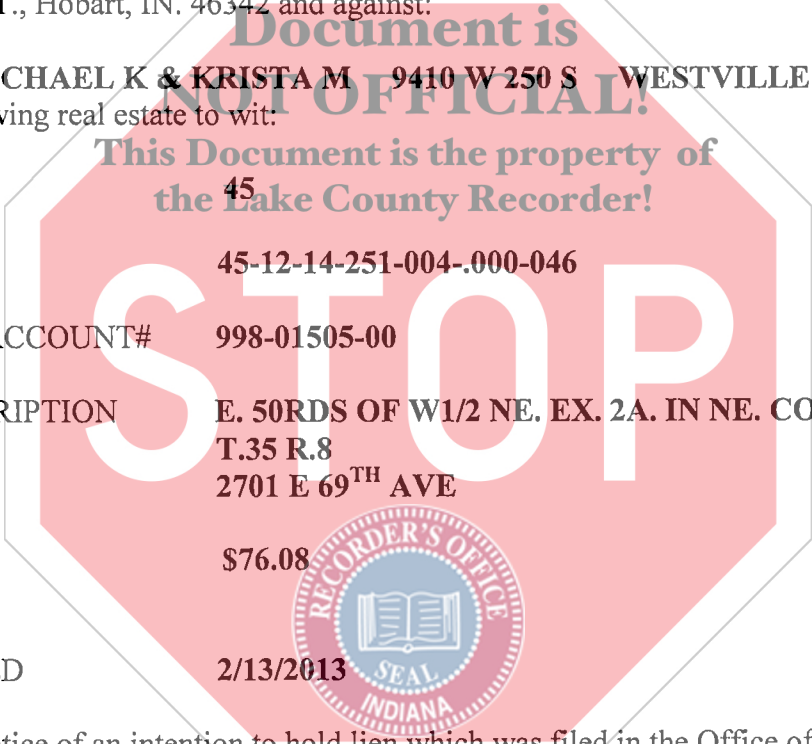 T., Hobart, IN. 46342 and against:
Document is
CHAEL K & KRISTA M 9410 W 250 S WESTVILLE
NOT OFFICIAL!
ving real estate to wit:
This Document is the property of
45
the Lake County Recorder!
45-12-14-251-004-.000-046
STOP
ACCOUNT# 998-01505-00
RIPTION E. 50RDS OF W1/2 NE. EX. 2A. IN NE. CO
T.35 R.8
2701 E 69TH AVE
$76.08
RECORDER'S OFFICE
SEAL
INDIANA
D 2/13/2013
tice of an intention to hold lien which was filed in the Office of